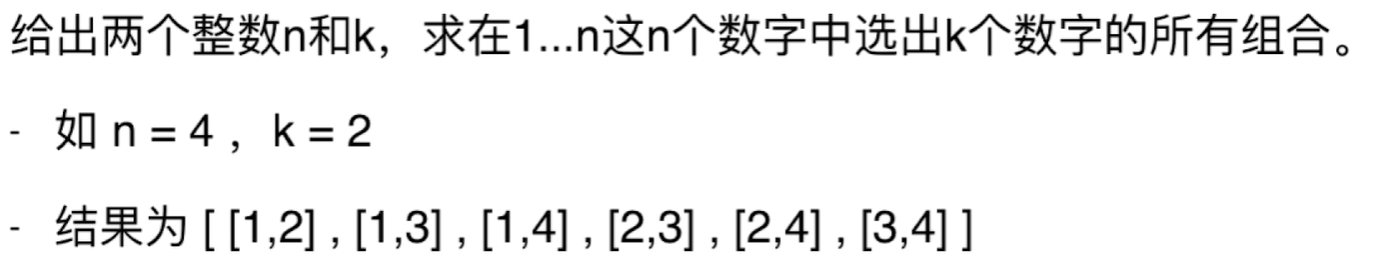 给出两个整数n和k，求在1...n这n个数字中选出k个数字的所有组合。
- 如 n = 4 ，k = 2
- 结果为 [ [1,2] , [1,3] , [1,4] , [2,3] , [2,4] , [3,4] ]